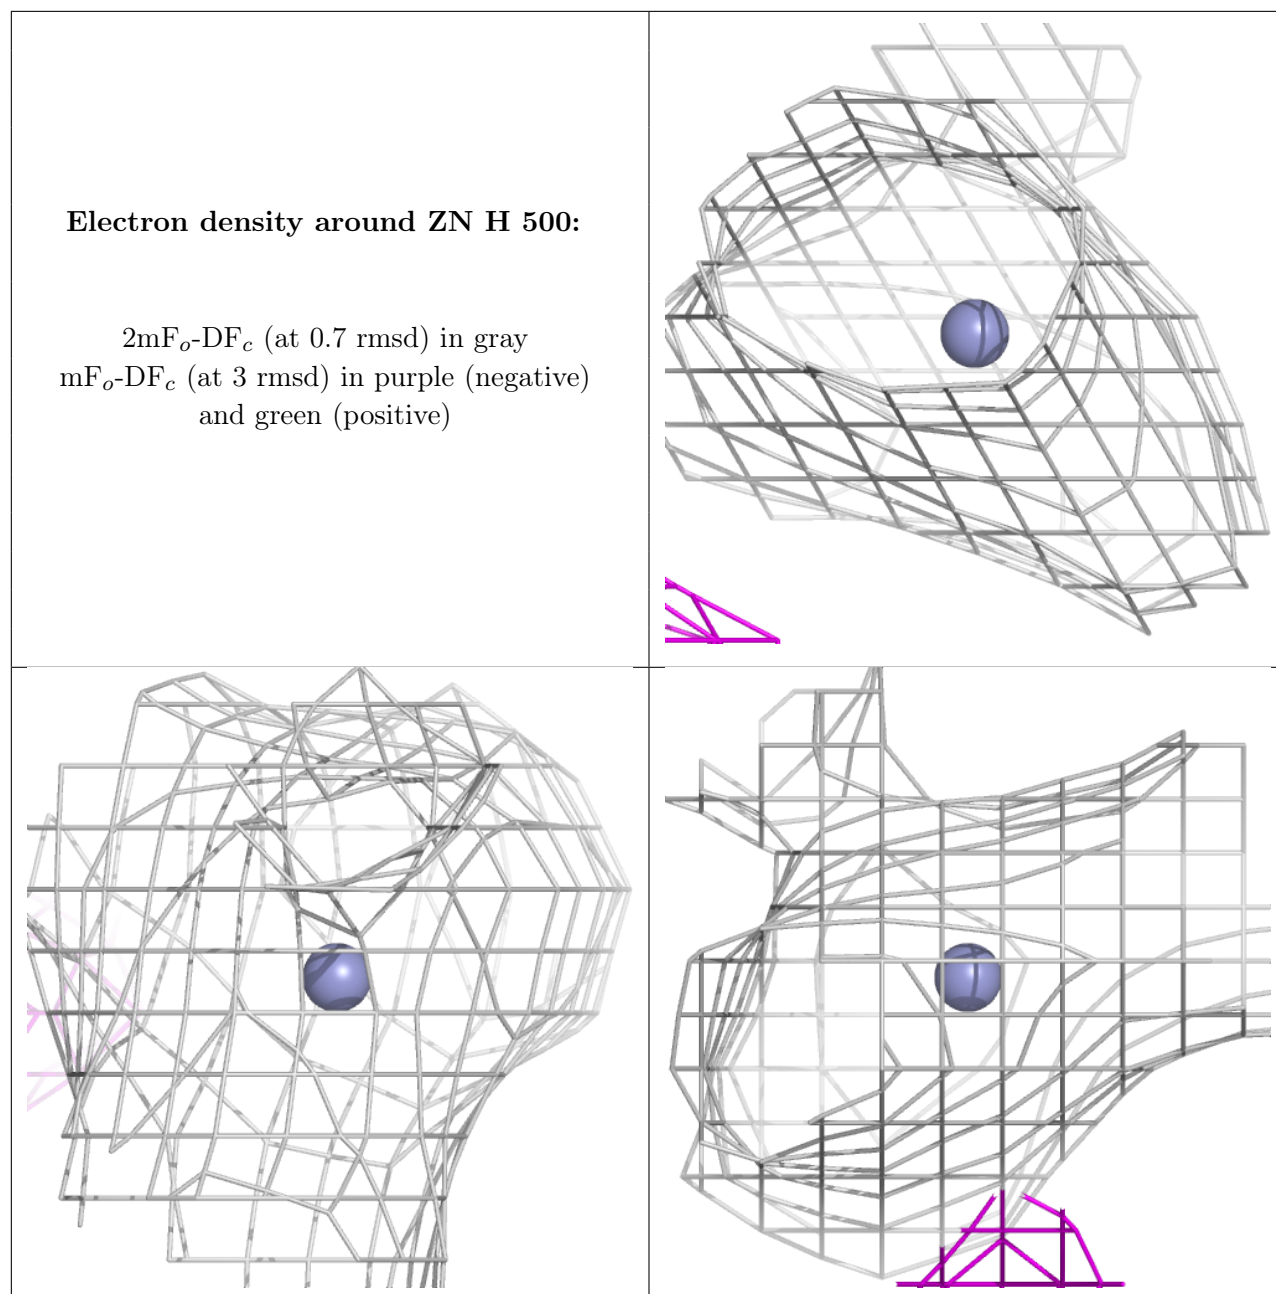 Electron density around ZN H 500:
2mFo-DFc (at 0.7 rmsd) in gray
mFo-DFc (at 3 rmsd) in purple (negative)
and green (positive)